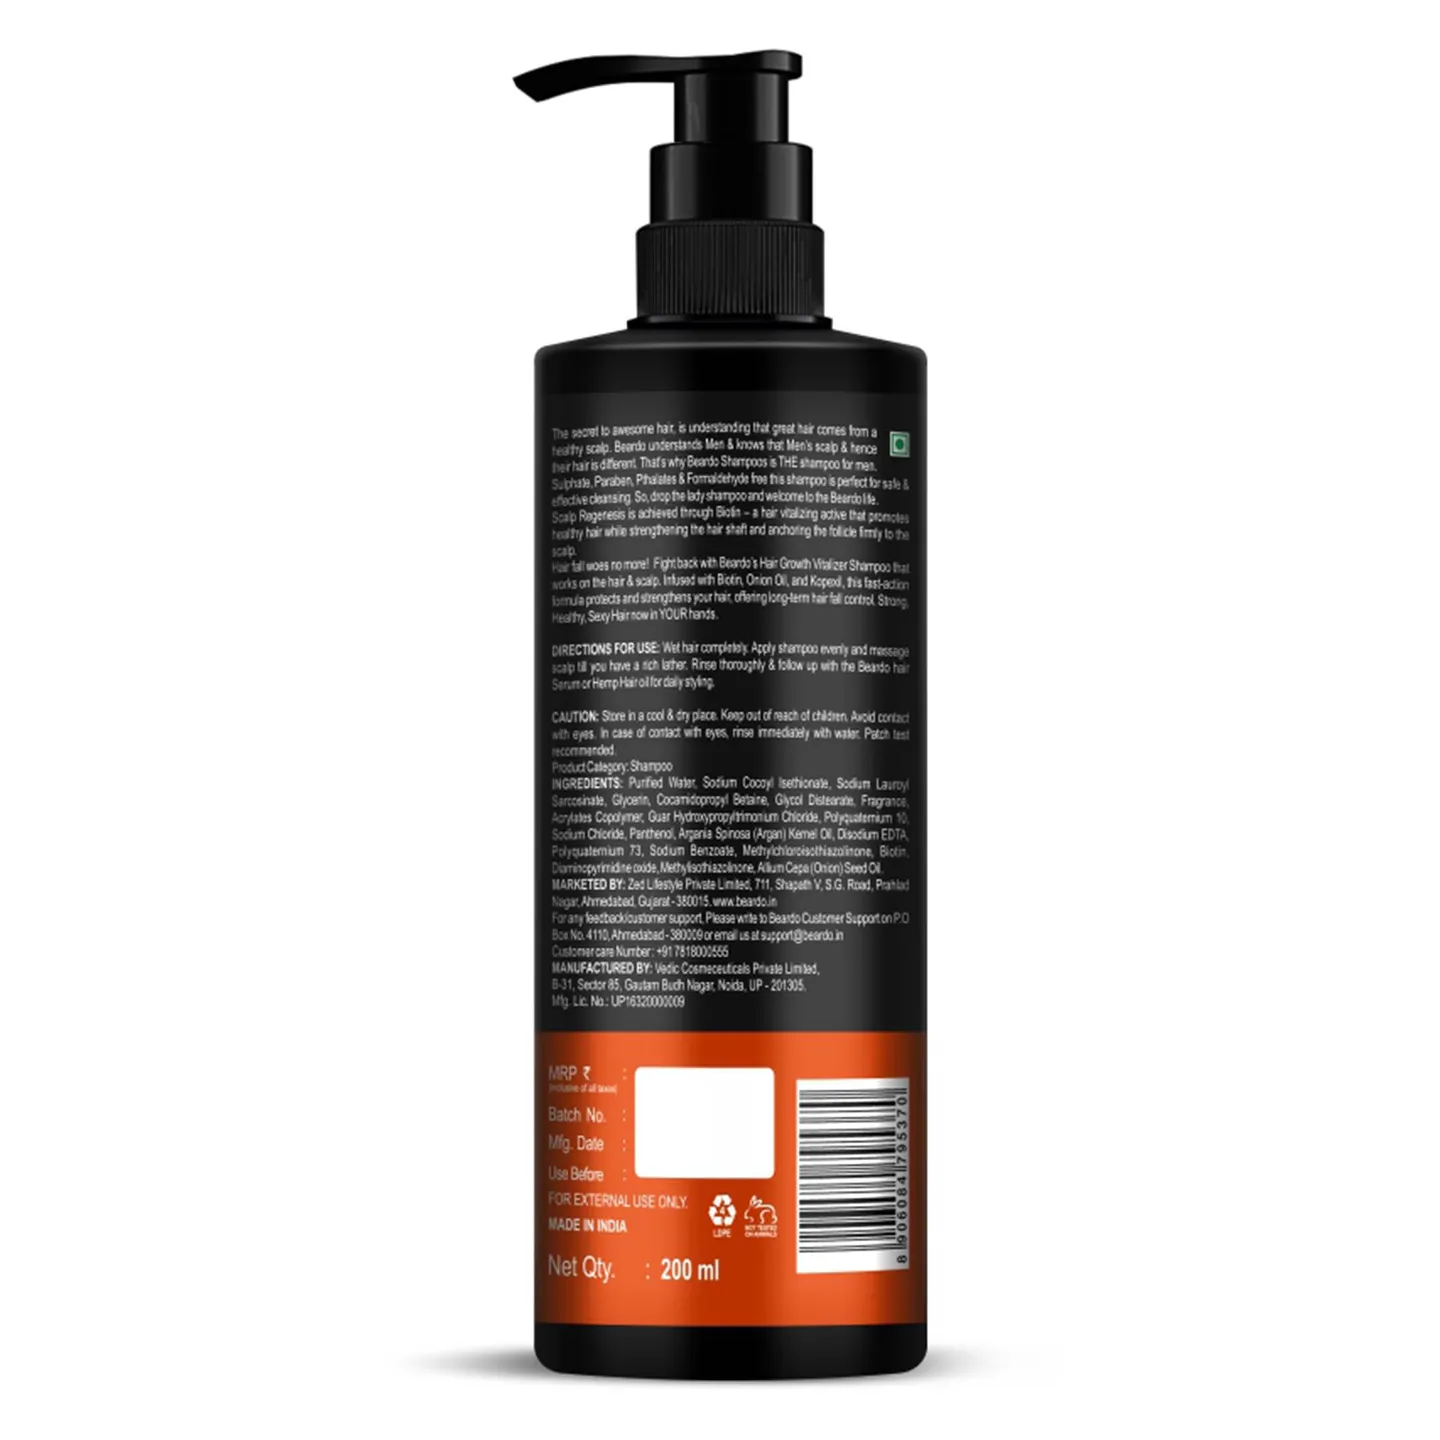 The secret to awesome hair, is understanding that great hair comes from a
healthy scalp. Beardo understands Men & knows that Men's scalp & hence
their hair is different. That's why Beardo Shampoos is THE shampoo for men.
Sulphate, Paraben, Pthalates & Formaldehyde free this shampoo is perfect for safe &
effective cleansing. So, drop the lady shampoo and welcome to the Beardo life.
Scalp Regenesis is achieved through Biotin – a hair vitalizing active that promotes
healthy hair while strengthening the hair shaft and anchoring the follicle firmly to the
scalp.
Hair fall woes no more! Fight back with Beardo's Hair Growth Vitalizer Shampoo that
works on the hair & scalp. Infused with Biotin, Onion Oil, and Kopexil, this fast-action
formula protects and strengthens your hair, offering long-term hair fall control. Strong,
Healthy, Sexy Hair now in YOUR hands.
DIRECTIONS FOR USE: Wet hair completely. Apply shampoo evenly and massage
scalp till you have a rich lather. Rinse thoroughly & follow up with the Beardo hair
Serum or Hemp Hair oil for daily styling.
CAUTION: Store in a cool & dry place. Keep out of reach of children. Avoid contact
with eyes. In case of contact with eyes, rinse immediately with water. Patch test
recommended.
Product Category: Shampoo
INGREDIENTS: Purified Water, Sodium Cocoyl Isethionate, Sodium Lauroyl
Sarcosinate, Glycerin, Cocamidopropyl Betaine, Glycol Distearate, Fragrance,
Acrylates Copolymer, Guar Hydroxypropyltrimonium Chloride, Polyquaternium 10,
Sodium Chloride, Panthenol, Argania Spinosa (Argan) Kernel Oil, Disodium EDTA,
Polyquaternium 73, Sodium Benzoate, Methylchloroisothiazolinone, Biotin,
Diaminopyrimidine oxide, Methylisothiazolinone, Allium Cepa (Onion) Seed Oil.
MARKETED BY: Zed Lifestyle Private Limited, 711, Shapath V, S.G. Road, Prahlad
Nagar, Ahmedabad, Gujarat - 380015. www.beardo.in
For any feedback/customer support, Please write to Beardo Customer Support on P.O
Box No. 4110, Ahmedabad - 380009 or email us at support@beardo.in
Customer care Number : +91 7818000555
MANUFACTURED BY: Vedic Cosmeceuticals Private Limited,
B-31, Sector 85, Gautam Budh Nagar, Noida, UP - 201305.
Mfg. Lic. No.: UP16320000009
MRP ₹ :
(inclusive of all taxes)
Batch No. :
Mfg. Date :
Use Before :
FOR EXTERNAL USE ONLY.
MADE IN INDIA
4
LDPE
NOT TESTED
ON ANIMALS
Net Qty. : 200 ml
8 906084 795370